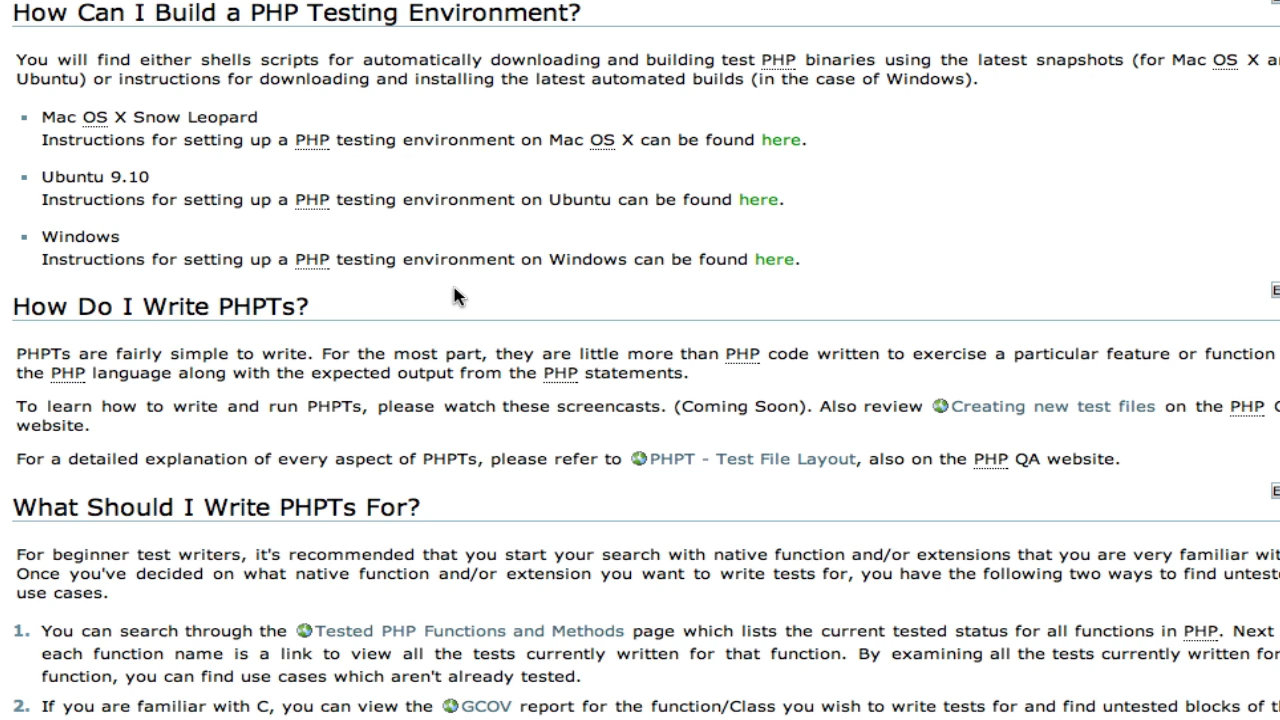 How Can I Build a PHP Testing Environment?
You will find either shells scripts for automatically downloading and building test PHP binaries using the latest snapshots (for Mac OS X
Ubuntu) or instructions for downloading and installing the latest automated builds (in the case of Windows).
Mac OS X Snow Leopard
Instructions for setting up a PHP testing environment on Mac OS X can be found here.
Ubuntu 9.10
Instructions for setting up a PHP testing environment on Ubuntu can be found here.
Windows
Instructions for setting up a PHP testing environment on Windows can be found here.
How Do I Write PHPTs?
PHPTs are fairly simple to write. For the most part, they are little more than PHP code written to exercise a particular feature or function
the PHP language along with the expected output from the PHP statements.
To learn how to write and run PHPTs, please watch these screencasts. (Coming Soon). Also review Creating new test files on the PHP
website.
For a detailed explanation of every aspect of PHPTs, please refer to PHPT - Test File Layout, also on the PHP QA website.
What Should I Write PHPTs For?
For beginner test writers, it's recommended that you start your search with native function and/or extensions that you are very familiar
Once you've decided on what native function and/or extension you want to write tests for, you have the following two ways to find
use cases.
1. You can search through the Tested PHP Functions and Methods page which lists the current tested status for all functions in PHP. Next
each function name is a link to view all the tests currently written for that function. By examining all the tests currently written for
function, you can find use cases which aren't already tested.
2. If you are familiar with C, you can view the GCOV report for the function/Class you wish to write tests for and find untested blocks of